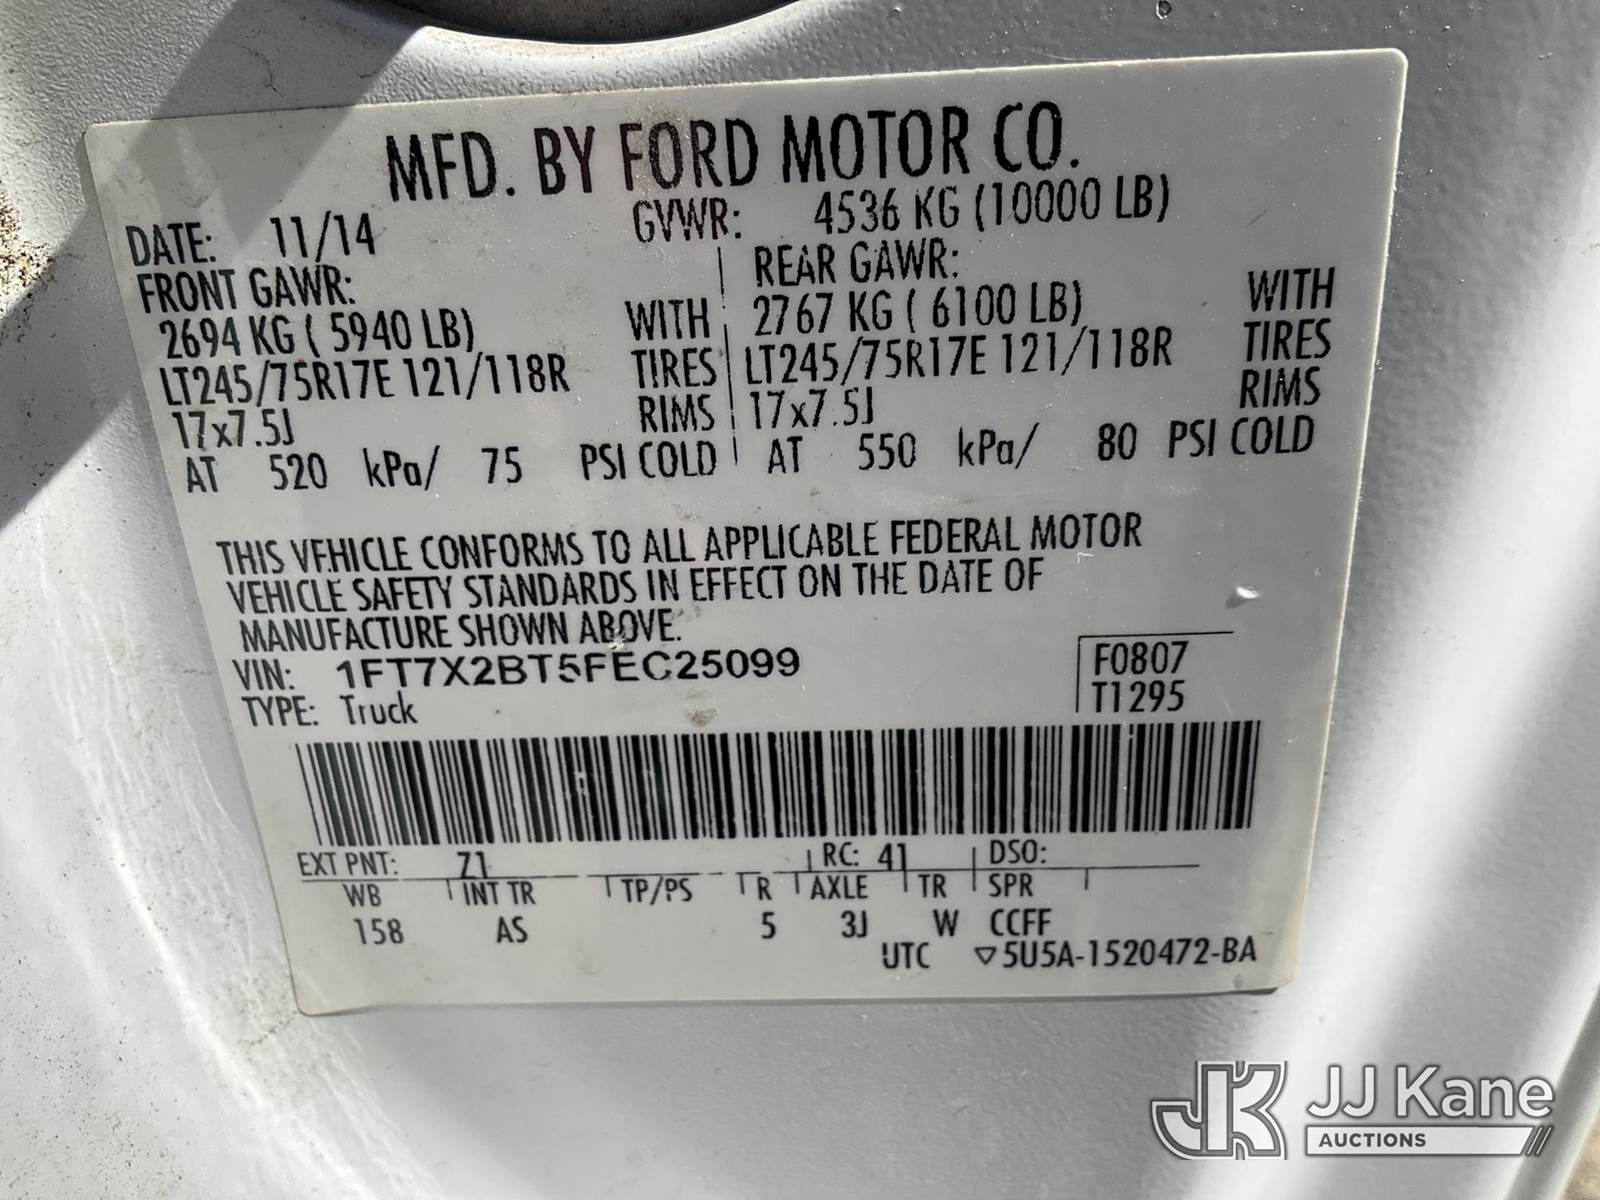 MFD. BY FORD MOTOR CO.
DATE: 11/14 GVWR: 4536 KG (10000 LB)
FRONT GAWR: REAR GAWR:
2694 KG ( 5940 LB) WITH 2767 KG ( 6100 LB) WITH
LT245/75R17E 121/118R TIRES LT245/75R17E 121/118R TIRES
17x7.5J RIMS 17x7.5J RIMS
AT 520 kPa/ 75 PSI COLD AT 550 kPa/ 80 PSI COLD
THIS VEHICLE CONFORMS TO ALL APPLICABLE FEDERAL MOTOR
VEHICLE SAFETY STANDARDS IN EFFECT ON THE DATE OF
MANUFACTURE SHOWN ABOVE.
VIN: 1FT7X2BT5FEC25099 F0807
TYPE: Truck T1295
EXT PNT: Z1 RC: 41 DSO:
WB INT TR TP/PS R AXLE TR SPR
158 AS 5 3J W CCFF
UTC ▽5U5A-1520472-BA
JK JJ Kane
AUCTIONS